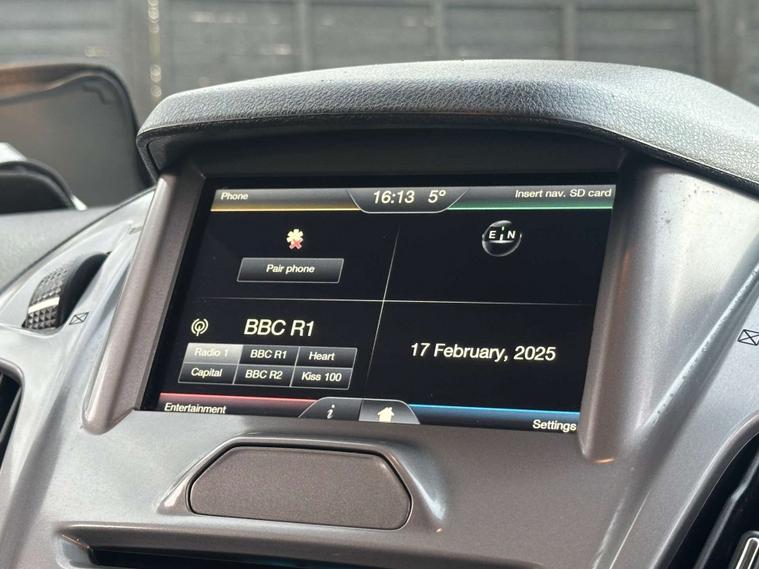 Phone
16:13 5°
Insert nav. SD card
E N
Pair phone
BBC R1
Radio 1 BBC R1 Heart
Capital BBC R2 Kiss 100
17 February, 2025
Entertainment
i
Settings